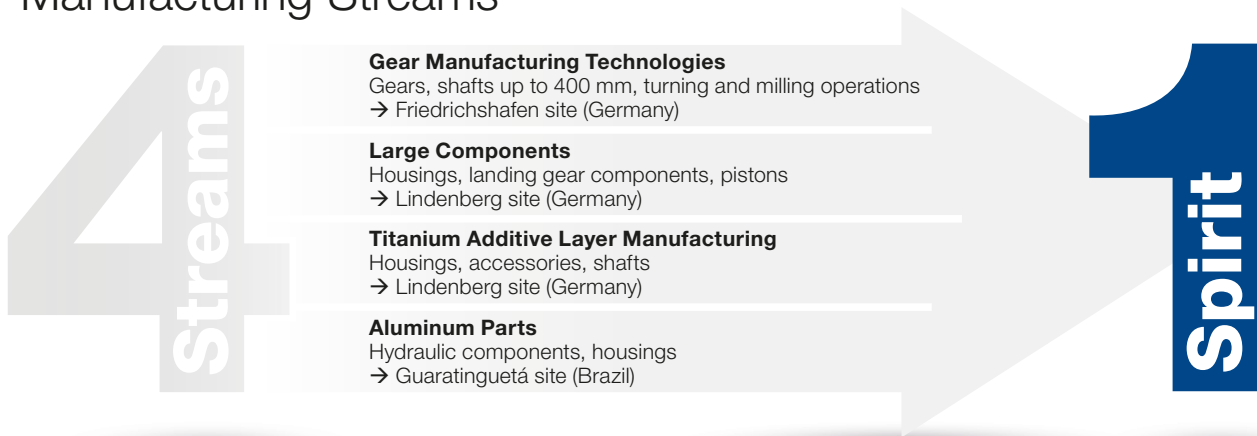 Manufacturing Streams
4
Streams
Gear Manufacturing Technologies
Gears, shafts up to 400 mm, turning and milling operations
→ Friedrichshafen site (Germany)
Large Components
Housings, landing gear components, pistons
→ Lindenberg site (Germany)
Titanium Additive Layer Manufacturing
Housings, accessories, shafts
→ Lindenberg site (Germany)
Aluminum Parts
Hydraulic components, housings
→ Guaratinguetá site (Brazil)
1
Spirit